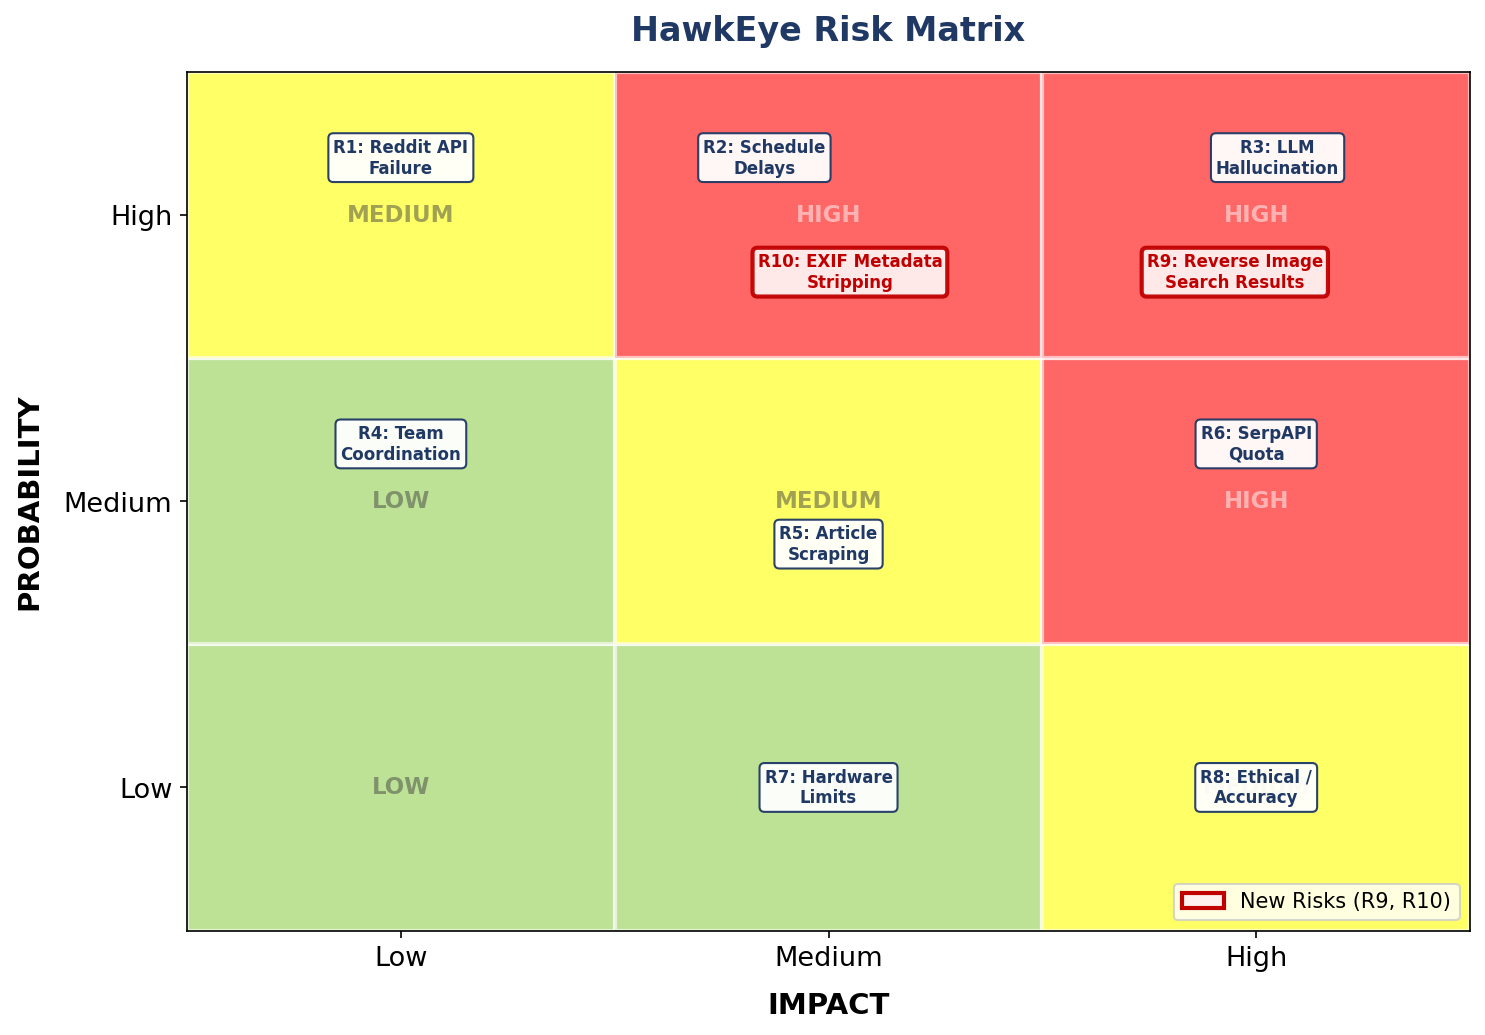 HawkEye Risk Matrix
R1: Reddit API
Failure
MEDIUM
R2: Schedule
Delays
HIGH
R10: EXIF Metadata
Stripping
R3: LLM
Hallucination
HIGH
R9: Reverse Image
Search Results
High
R4: Team
Coordination
LOW
MEDIUM
R5: Article
Scraping
R6: SerpAPI
Quota
HIGH
Medium
PROBABILITY
LOW
R7: Hardware
Limits
R8: Ethical /
Accuracy
Low
New Risks (R9, R10)
Low
Medium
High
IMPACT